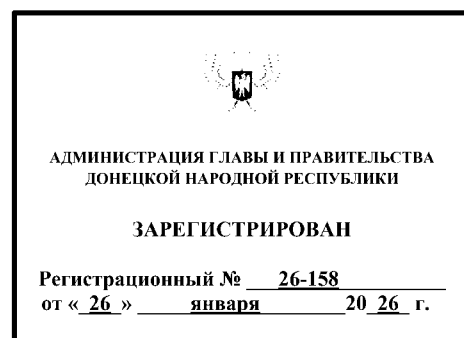 АДМИНИСТРАЦИЯ ГЛАВЫ И ПРАВИТЕЛЬСТВА
ДОНЕЦКОЙ НАРОДНОЙ РЕСПУБЛИКИ
ЗАРЕГИСТРИРОВАН
Регистрационный № 26-158
от « 26 » января 20 26 г.